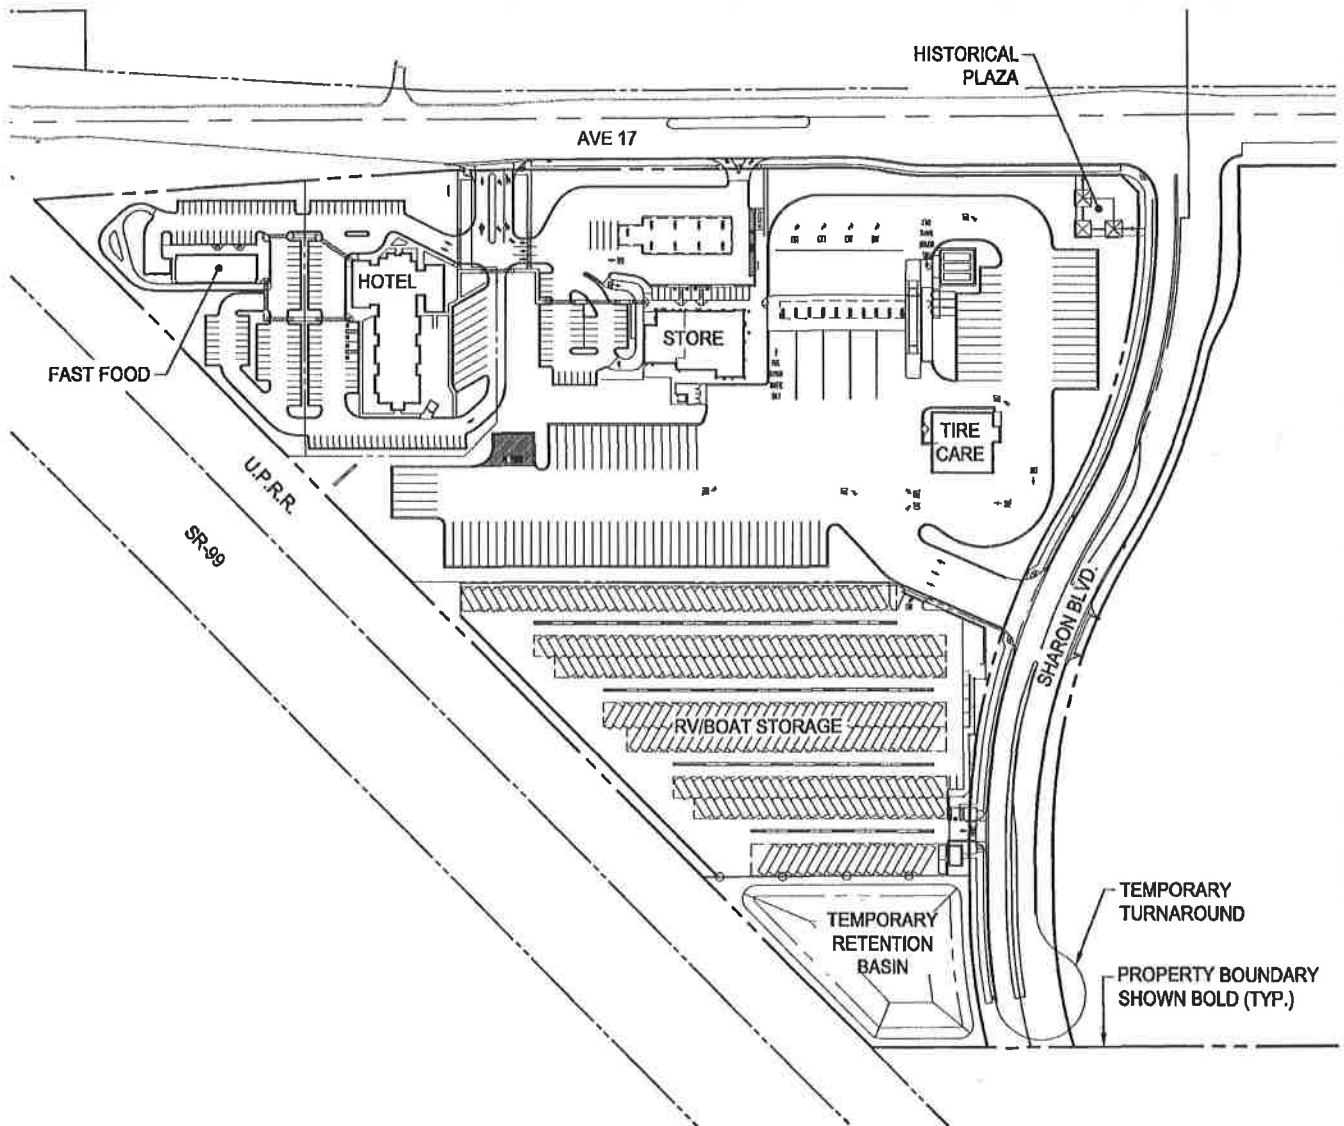 HISTORICAL
PLAZA
AVE 17
HOTEL
STORE
FAST FOOD
TIRE
CARE
U.P.R.R.
SR-99
SHARON BLVD.
RV/BOAT STORAGE
TEMPORARY
TURNAROUND
TEMPORARY
RETENTION
BASIN
PROPERTY BOUNDARY
SHOWN BOLD (TYP.)